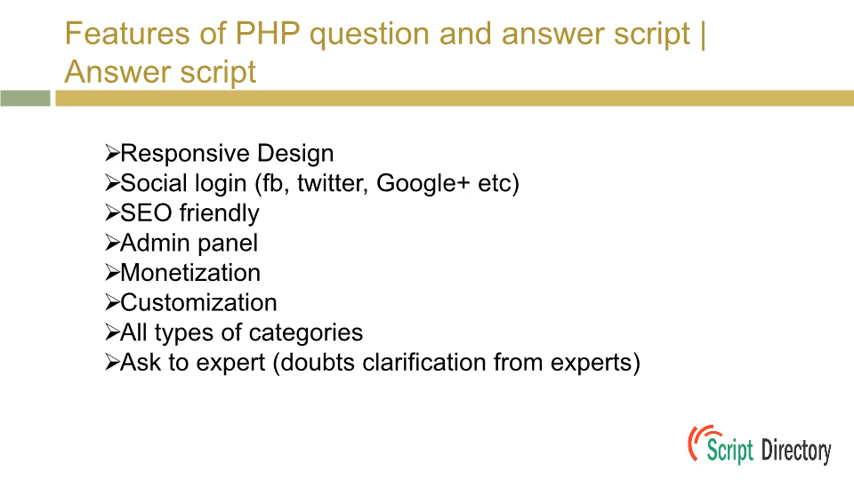 Features of PHP question and answer script |
Answer script
➢Responsive Design
➢Social login (fb, twitter, Google+ etc)
➢SEO friendly
➢Admin panel
➢Monetization
➢Customization
➢All types of categories
➢Ask to expert (doubts clarification from experts)
Script Directory